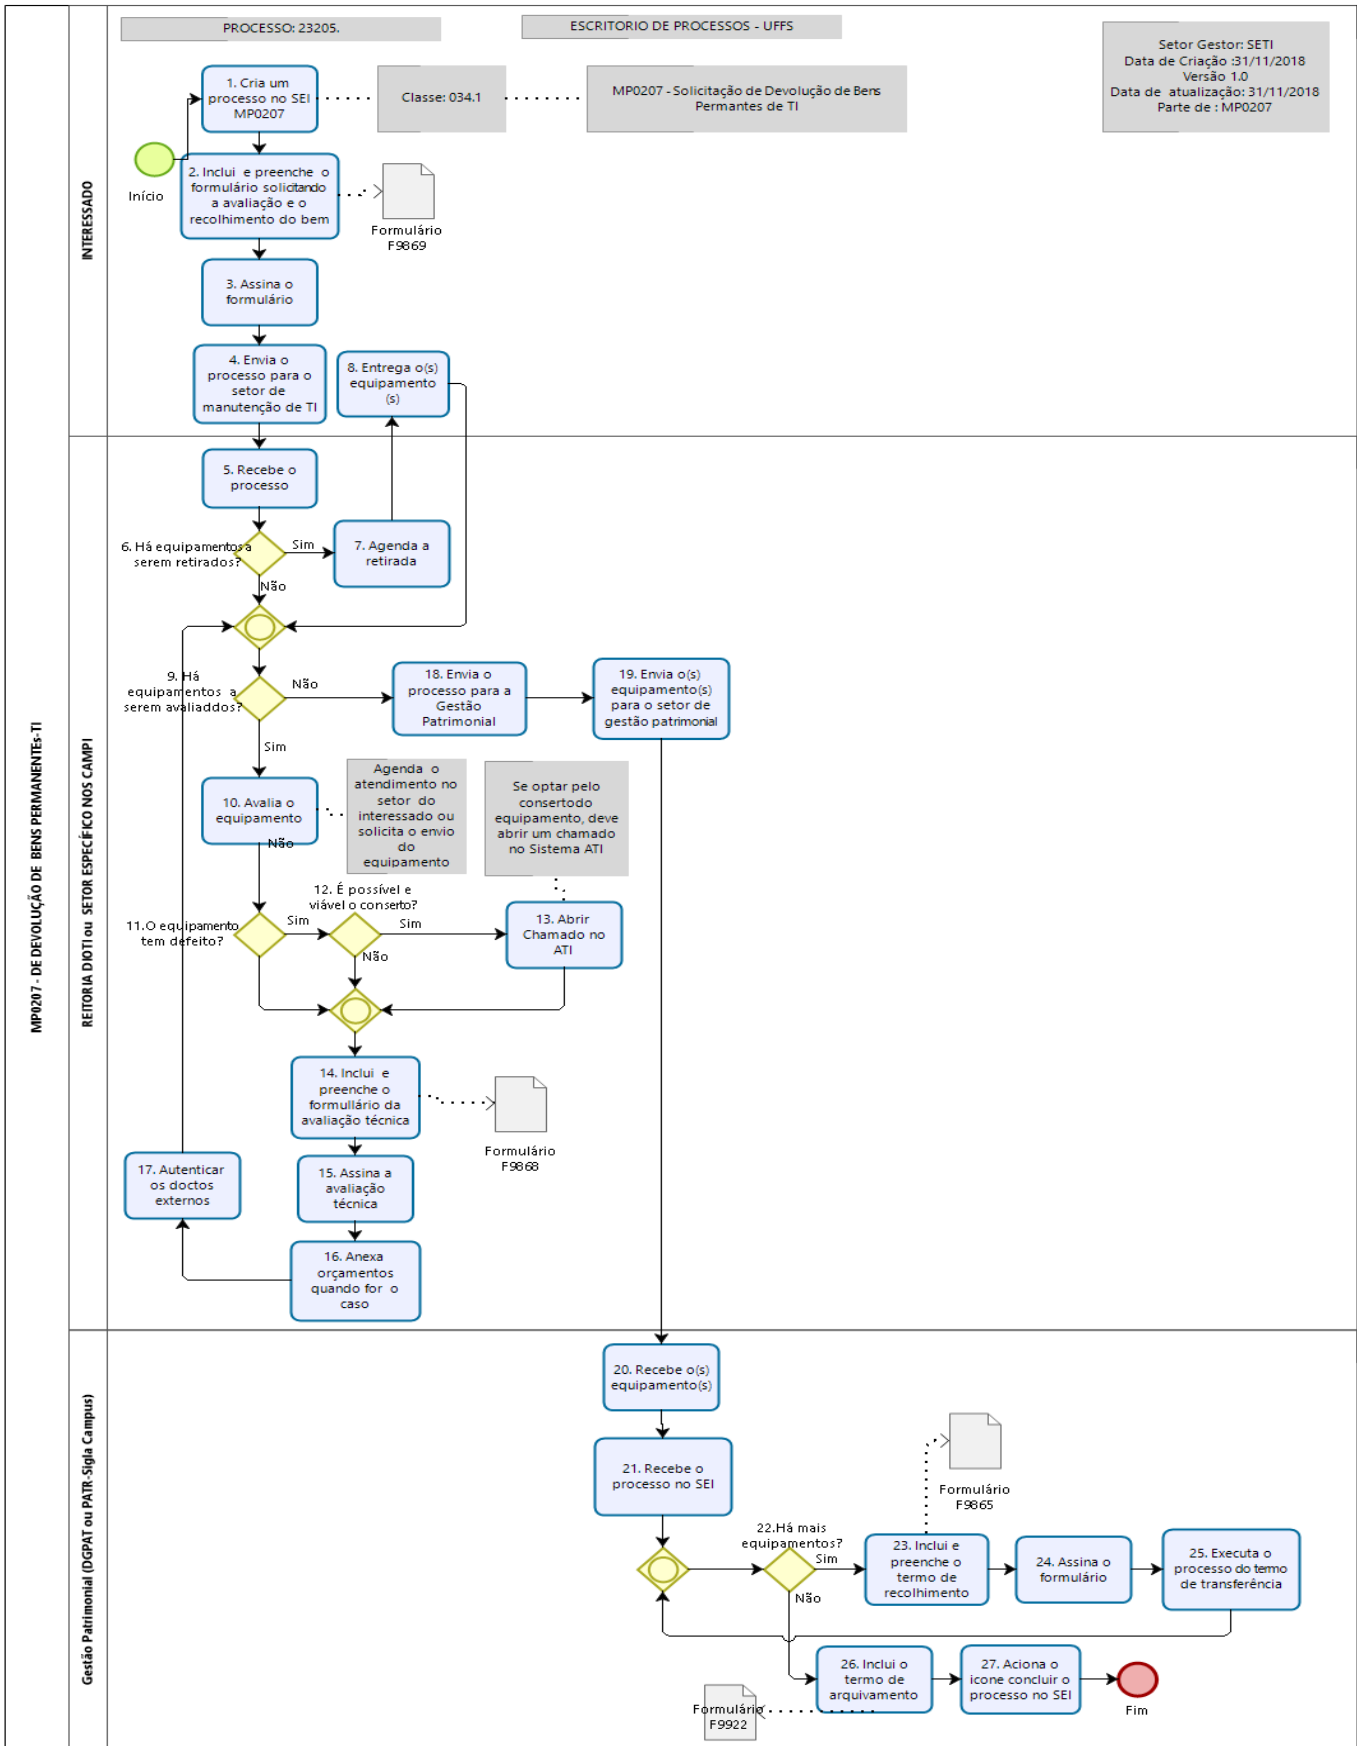 PROCESSO: 23205.
ESCRITORIO DE PROCESSOS - UFFS
Setor Gestor: SETI
Data de Criação :31/11/2018
Versão 1.0
Data de atualização: 31/11/2018
Parte de : MP0207
MP0207 - DE DEVOLUÇÃO DE BENS PERMANENTEs-TI
INTERESSADO
1. Cria um
processo no SEI
MP0207
Classe: 034.1
MP0207 - Solicitação de Devolução de Bens
Permantes de TI
Início
2. Inclui e preenche o
formulário solicitando
a avaliação e o
recolhimento do bem
Formulário
F9869
3. Assina o
formulário
4. Envia o
processo para o
setor de
manutenção de TI
8. Entrega o(s)
equipamento
(s)
REITORIA DIOTI ou SETOR ESPECÍFICO NOS CAMPI
5. Recebe o
processo
6. Há equipamentos a
serem retirados?
Sim
Não
7. Agenda a
retirada
9. Há
equipamentos a
serem avaliaddos?
Não
Sim
18. Envia o
processo para a
Gestão
Patrimonial
19. Envia o(s)
equipamento(s)
para o setor de
gestão patrimonial
10. Avalia o
equipamento
Não
Agenda o
atendimento no
setor do
interessado ou
solicita o envio
do
equipamento
Se optar pelo
consertodo
equipamento, deve
abrir um chamado
no Sistema ATI
11.O equipamento
tem defeito?
Sim
12. É possível e
viável o conserto?
Sim
Não
13. Abrir
Chamado no
ATI
14. Inclui e
preenche o
formullário da
avaliação técnica
Formulário
F9868
15. Assina a
avaliação
técnica
16. Anexa
orçamentos
quando for o
caso
17. Autenticar
os doctos
externos
Gestão Patrimonial (DGPAT ou PATR-Sigla Campus)
20. Recebe o(s)
equipamento(s)
21. Recebe o
processo no SEI
22.Há mais
equipamentos?
Sim
Não
Formulário
F9865
23. Inclui e
preenche o
termo de
recolhimento
24. Assina o
formulário
25. Executa o
processo do termo
de transferência
26. Inclui o
termo de
arquivamento
27. Aciona o
icone concluir o
processo no SEI
Fim
Formulário
F9922